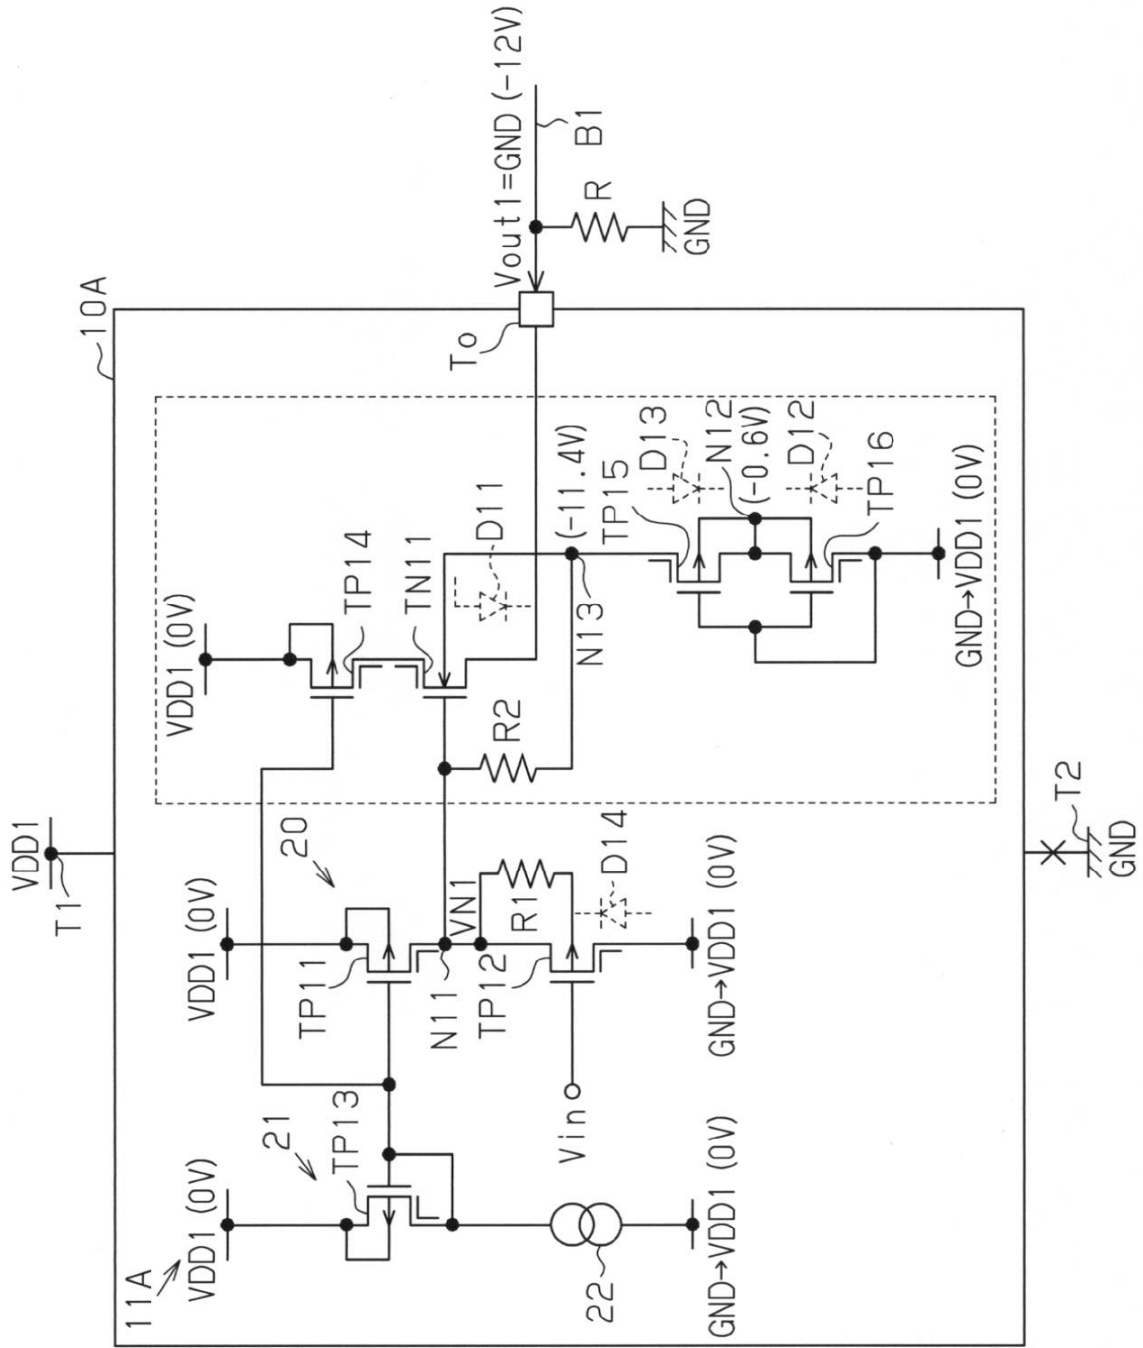 11A
VDD1
T1
10A
VDD1 (0V)
VDD1 (0V)
VDD1 (0V)
21
TP13
TP11
20
TP14
TN11
D11
N11
VN1
TP12
R1
R2
D14
Vin
22
GND→VDD1 (0V)
GND→VDD1 (0V)
N13
(-11.4V)
TP15
D13
N12
(-0.6V)
D12
TP16
GND→VDD1 (0V)
To
Vout1=GND (-12V)
B1
R
GND
T2
GND